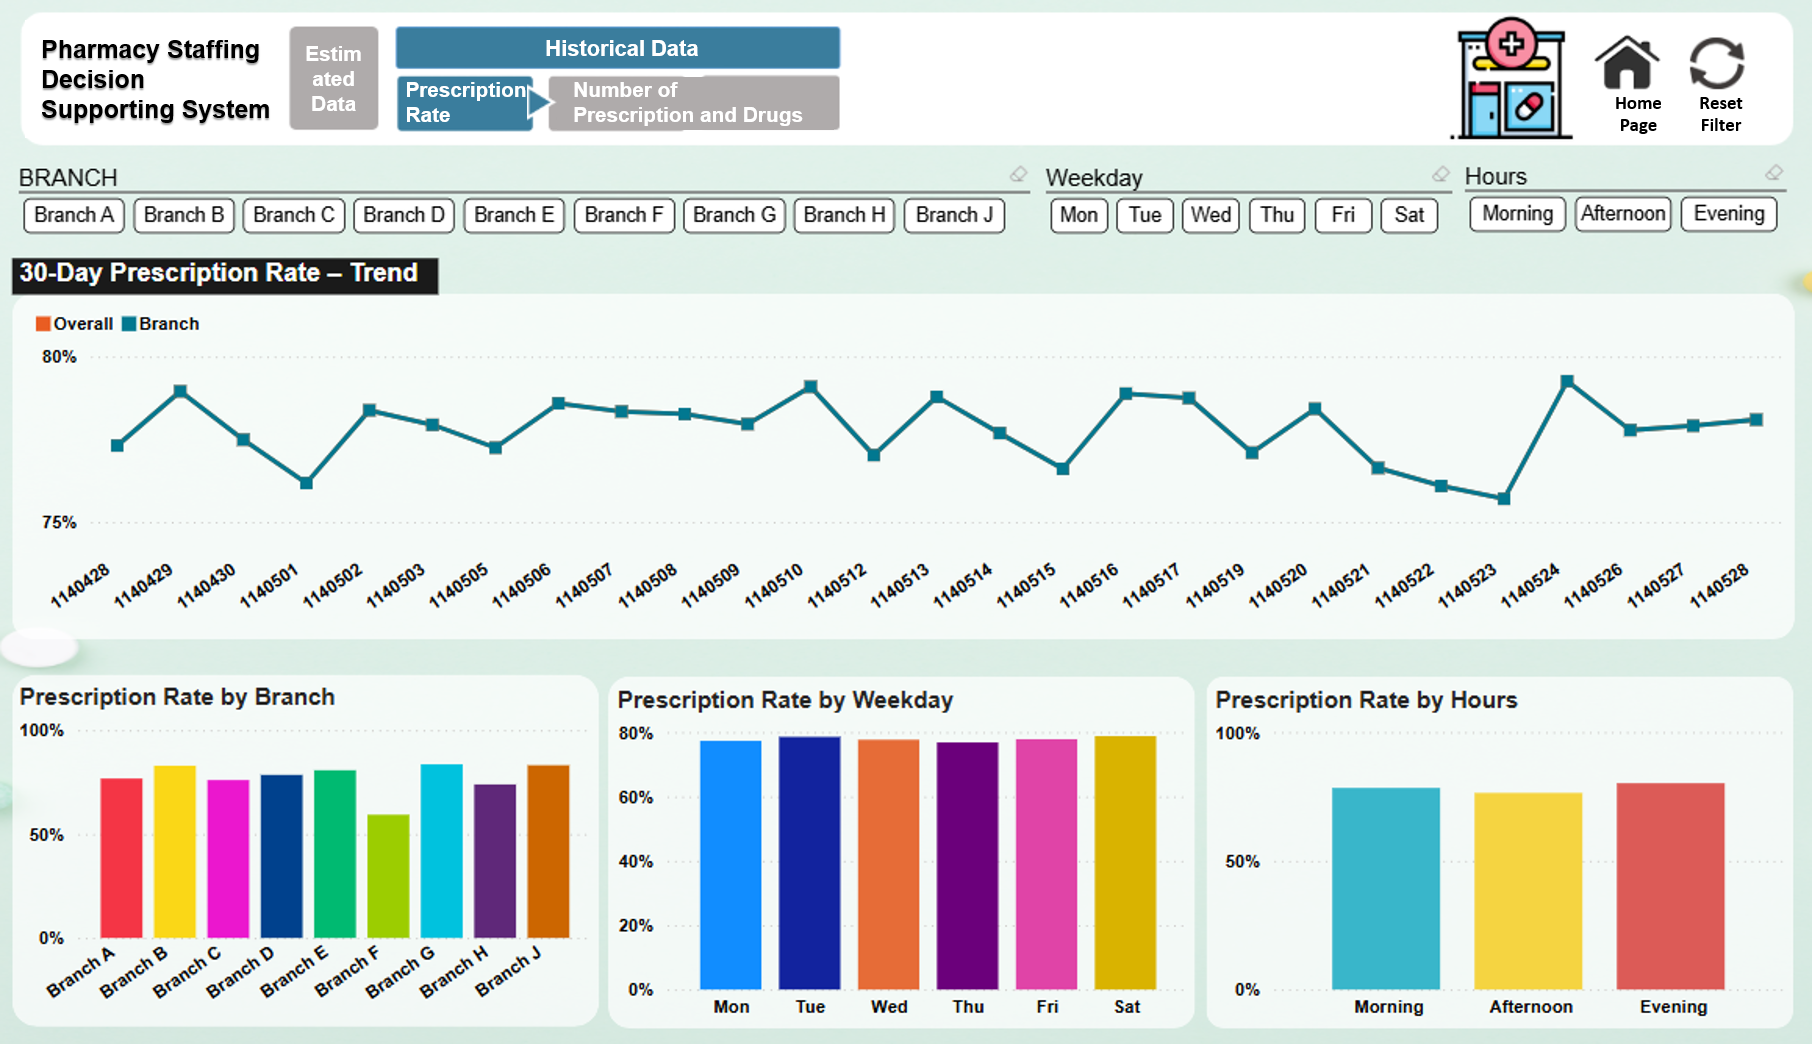 Pharmacy Staffing
Decision
Supporting System
Estim
ated
Data
Historical Data
Prescription
Rate
Number of
Prescription and Drugs
Home
Page
Reset
Filter
BRANCH
Branch A
Branch B
Branch C
Branch D
Branch E
Branch F
Branch G
Branch H
Branch J
Weekday
Mon
Tue
Wed
Thu
Fri
Sat
Hours
Morning
Afternoon
Evening
30-Day Prescription Rate – Trend
Overall
Branch
80%
75%
1140428
1140429
1140430
1140501
1140502
1140503
1140505
1140506
1140507
1140508
1140509
1140510
1140512
1140513
1140514
1140515
1140516
1140517
1140519
1140520
1140521
1140522
1140523
1140524
1140526
1140527
1140528
Prescription Rate by Branch
100%
50%
0%
Branch A
Branch B
Branch C
Branch D
Branch E
Branch F
Branch G
Branch H
Branch J
Prescription Rate by Weekday
80%
60%
40%
20%
0%
Mon
Tue
Wed
Thu
Fri
Sat
Prescription Rate by Hours
100%
50%
0%
Morning
Afternoon
Evening